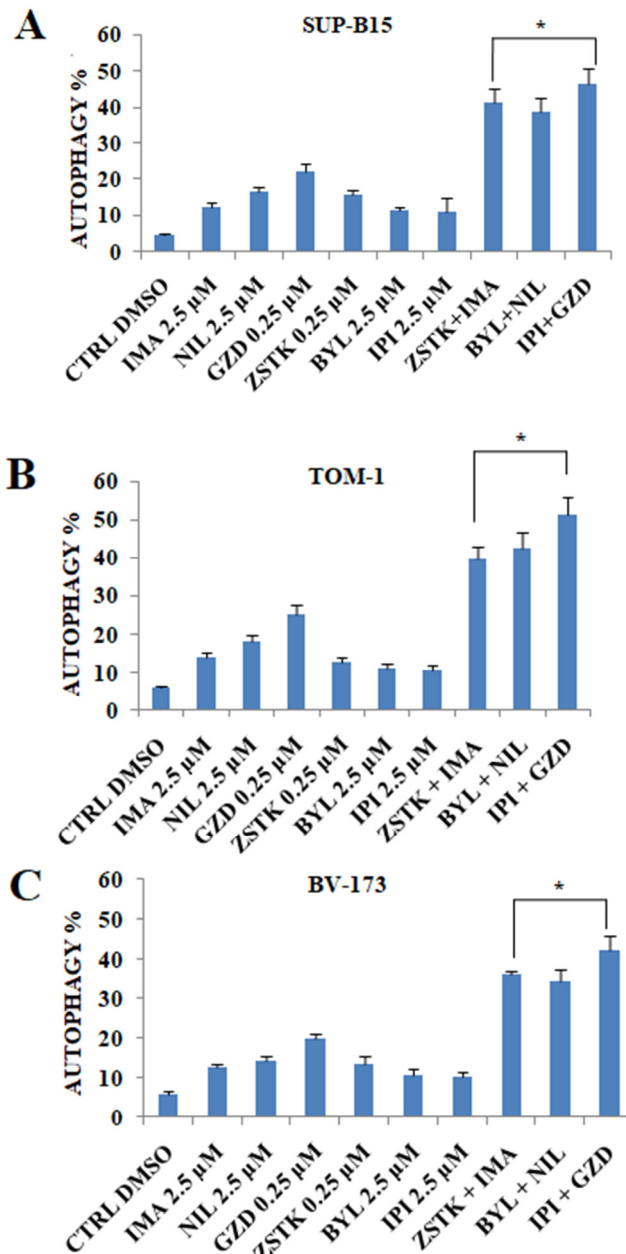 A
SUP-B15
*
AUTOPHAGY %
60
50
40
30
20
10
0
CTRL DMSO
IMA 2.5 µM
NIL 2.5 µM
GZD 0.25 µM
ZSTK 0.25 µM
BYL 2.5 µM
IPI 2.5 µM
ZSTK+IMA
BYL+NIL
IPI+GZD
B
TOM-1
*
AUTOPHAGY %
60
50
40
30
20
10
0
CTRL DMSO
IMA 2.5 µM
NIL 2.5 µM
GZD 0.25 µM
ZSTK 0.25 µM
BYL 2.5 µM
IPI 2.5 µM
ZSTK + IMA
BYL + NIL
IPI + GZD
C
BV-173
*
AUTOPHAGY %
60
50
40
30
20
10
0
CTRL DMSO
IMA 2.5 µM
NIL 2.5 µM
GZD 0.25 µM
ZSTK 0.25 µM
BYL 2.5 µM
IPI 2.5 µM
ZSTK + IMA
BYL + NIL
IPI + GZD